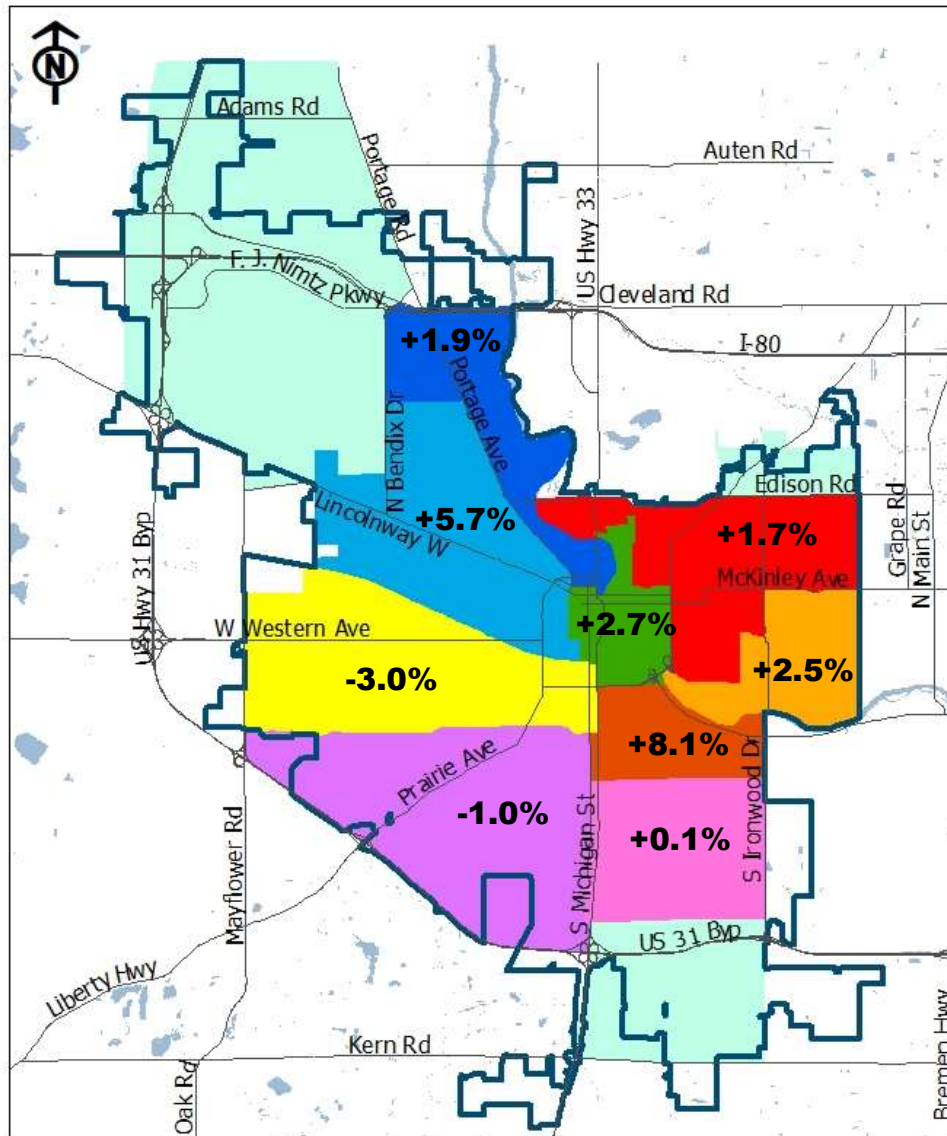 N
Adams Rd
Portage Rd
Auten Rd
US Hwy 33
F. J. Nimtz Pkwy
Cleveland Rd
I-80
+1.9%
Portage Ave
N Bendix Dr
Edison Rd
Grape Rd
N Main St
Lincolnway W
+5.7%
+1.7%
McKinley Ave
US Hwy 31 Byp
W Western Ave
+2.7%
-3.0%
+2.5%
+8.1%
Prairie Ave
-1.0%
S Michigan St
+0.1%
S Ironwood Dr
Mayflower Rd
US 31 Byp
Liberty Hwy
Kern Rd
Oak Rd
Bremen Hwy